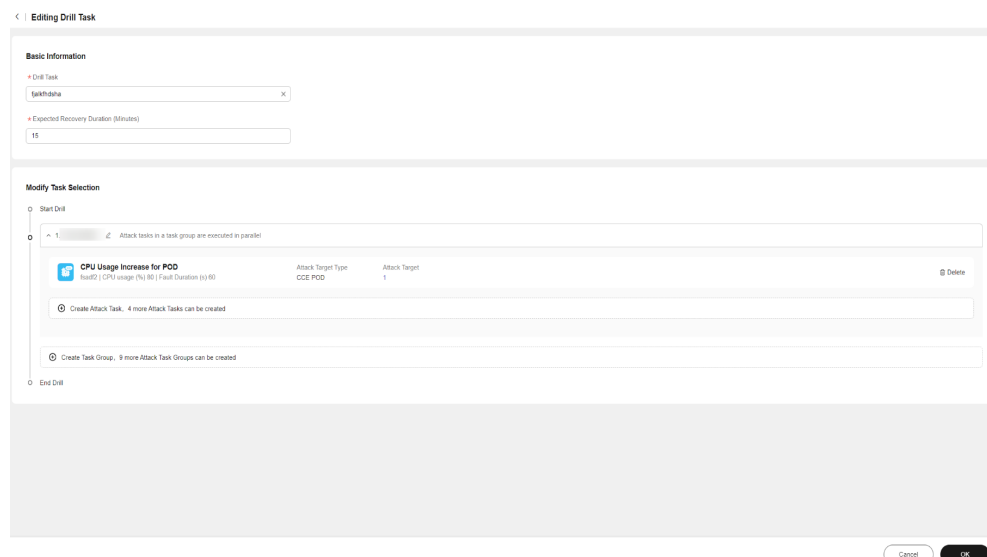 Editing Drill Task
Basic Information
* Drill Task
fjalkfhdsha
* Expected Recovery Duration (Minutes)
15
Modify Task Selection
Start Drill
1 Attack tasks in a task group are executed in parallel
CPU Usage Increase for POD Attack Target Type Attack Target
fsadf2 | CPU usage (%) 80 | Fault Duration (s) 60 CCE POD 1
Delete
Create Attack Task, 4 more Attack Tasks can be created
Create Task Group, 9 more Attack Task Groups can be created
End Drill
Cancel OK